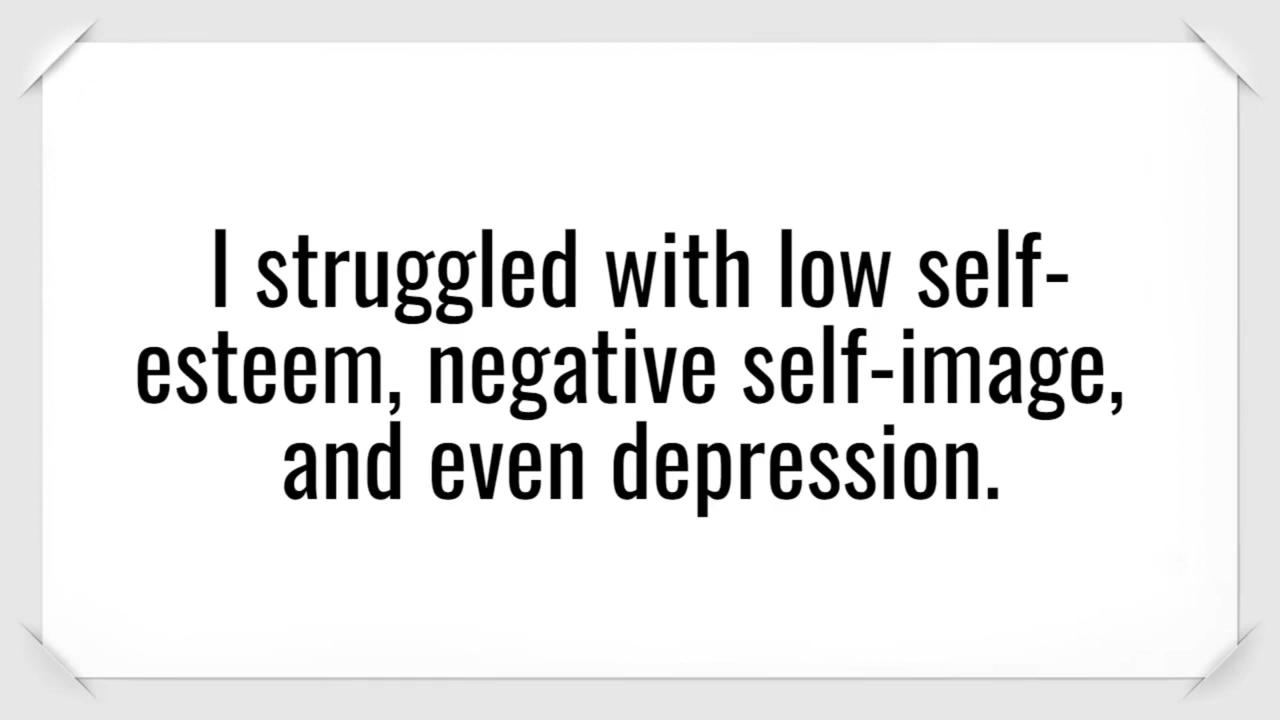 I struggled with low self-
esteem, negative self-image,
and even depression.